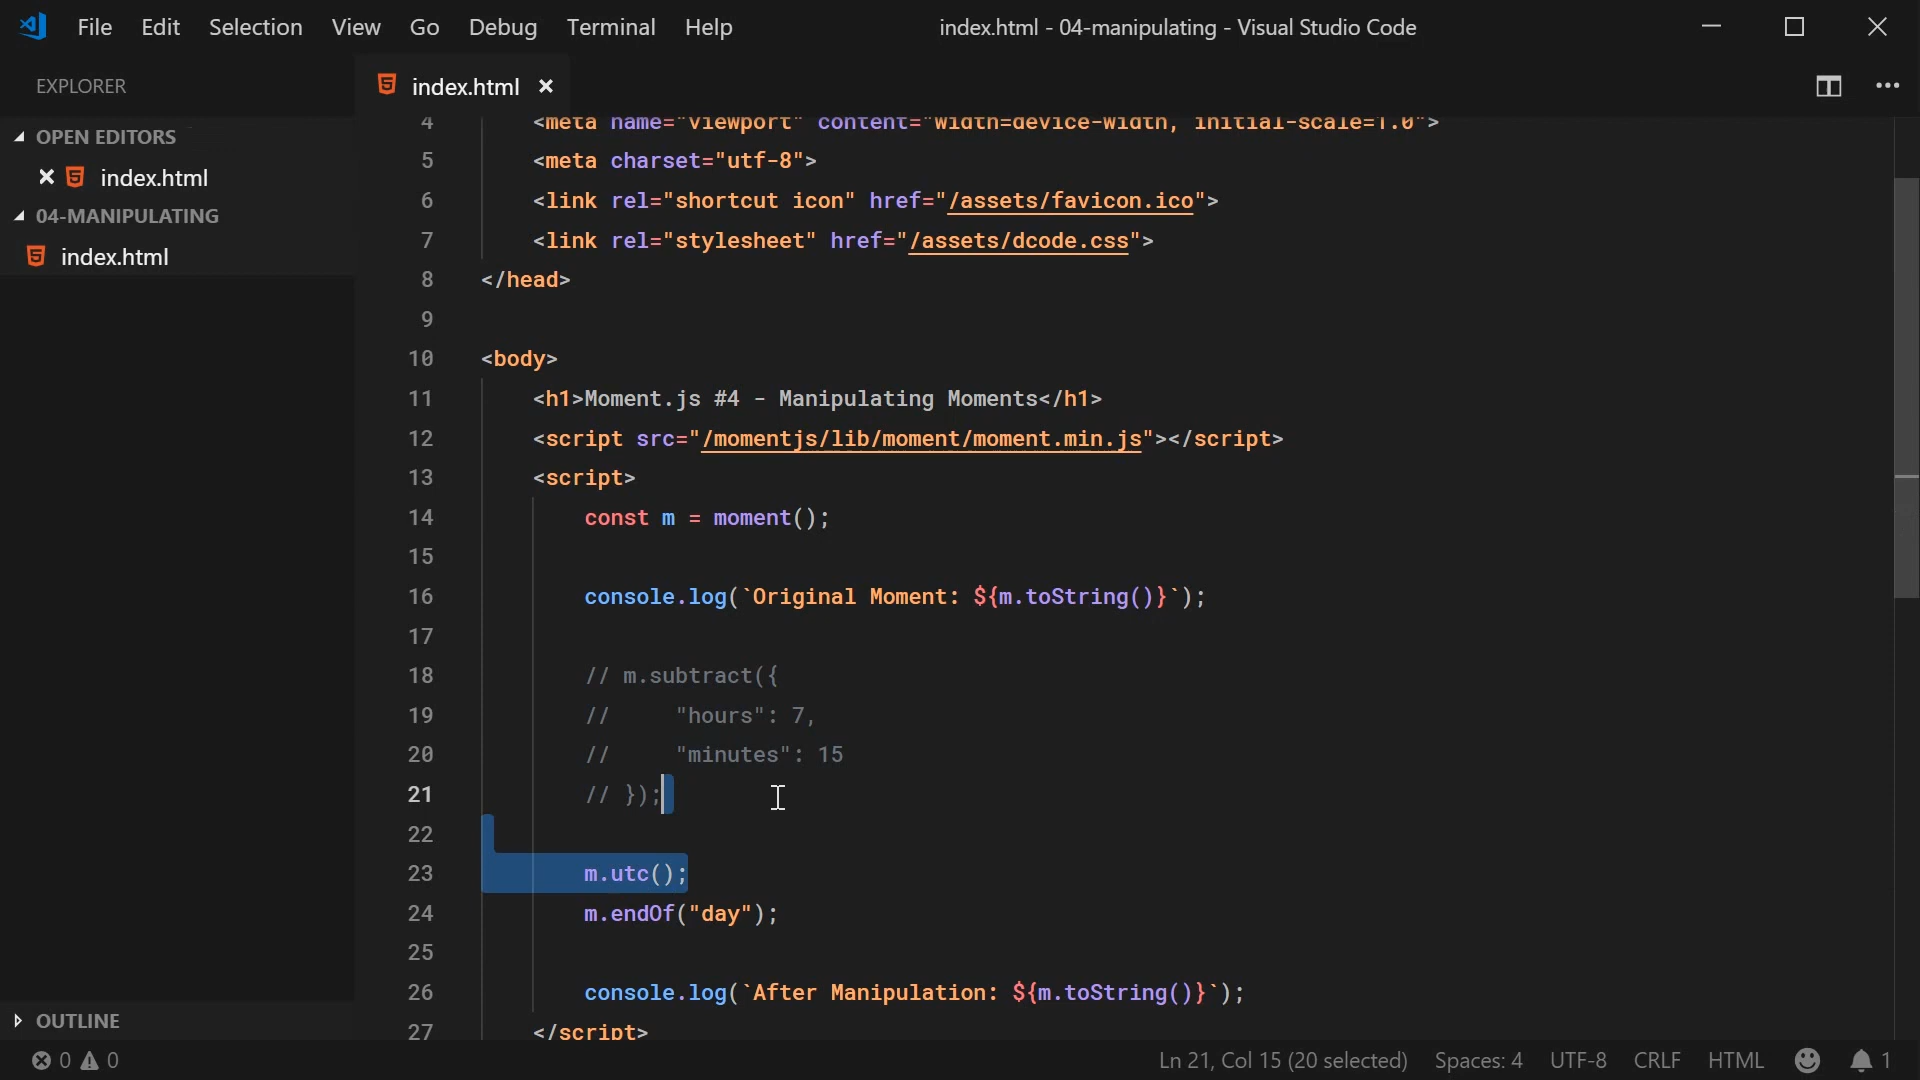 File Edit Selection View Go Debug Terminal Help
index.html - 04-manipulating - Visual Studio Code
EXPLORER
index.html
OPEN EDITORS
index.html
04-MANIPULATING
index.html
OUTLINE
4 <meta name="viewport" content="width=device-width, initial-scale=1.0">
5 <meta charset="utf-8">
6 <link rel="shortcut icon" href="/assets/favicon.ico">
7 <link rel="stylesheet" href="/assets/dcode.css">
8 </head>
9
10 <body>
11 <h1>Moment.js #4 - Manipulating Moments</h1>
12 <script src="/momentjs/lib/moment/moment.min.js"></script>
13 <script>
14 const m = moment();
15
16 console.log(`Original Moment: ${m.toString()}`);
17
18 // m.subtract({
19 // "hours": 7,
20 // "minutes": 15
21 // });
22
23 m.utc();
24 m.endOf("day");
25
26 console.log(`After Manipulation: ${m.toString()}`);
27 </script>
0 0
Ln 21, Col 15 (20 selected) Spaces: 4 UTF-8 CRLF HTML 1